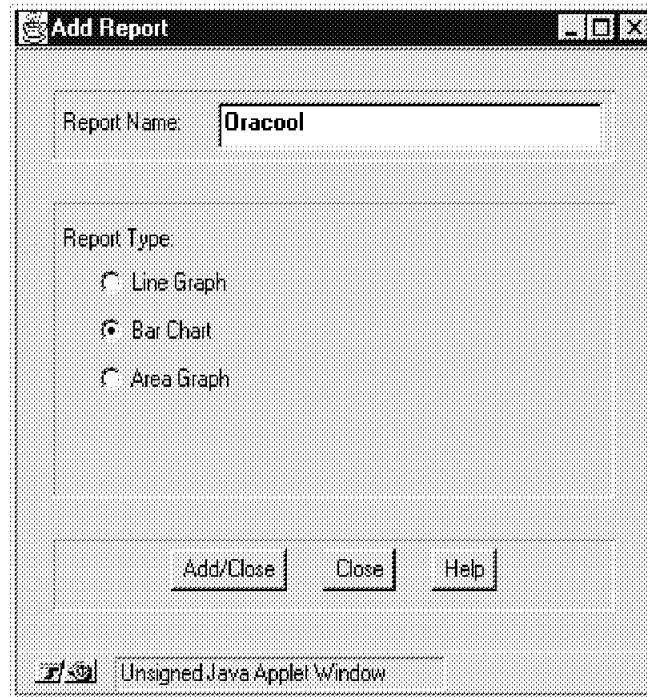 Add Report
Report Name: Oracool
Report Type:
Line Graph
Bar Chart
Area Graph
Add/Close Close Help
Unsigned Java Applet Window